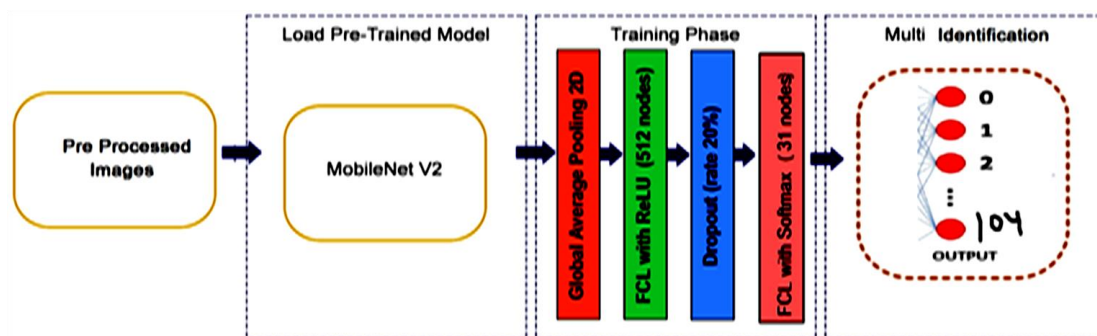 Load Pre-Trained Model
Training Phase
Multi Identification
Pre Processed
Images
MobileNet V2
Global Average Pooling 2D
FCL with ReLU (512 nodes)
Dropout (rate 20%)
FCL with Softmax ( 31 nodes)
0
1
2
...
104
OUTPUT